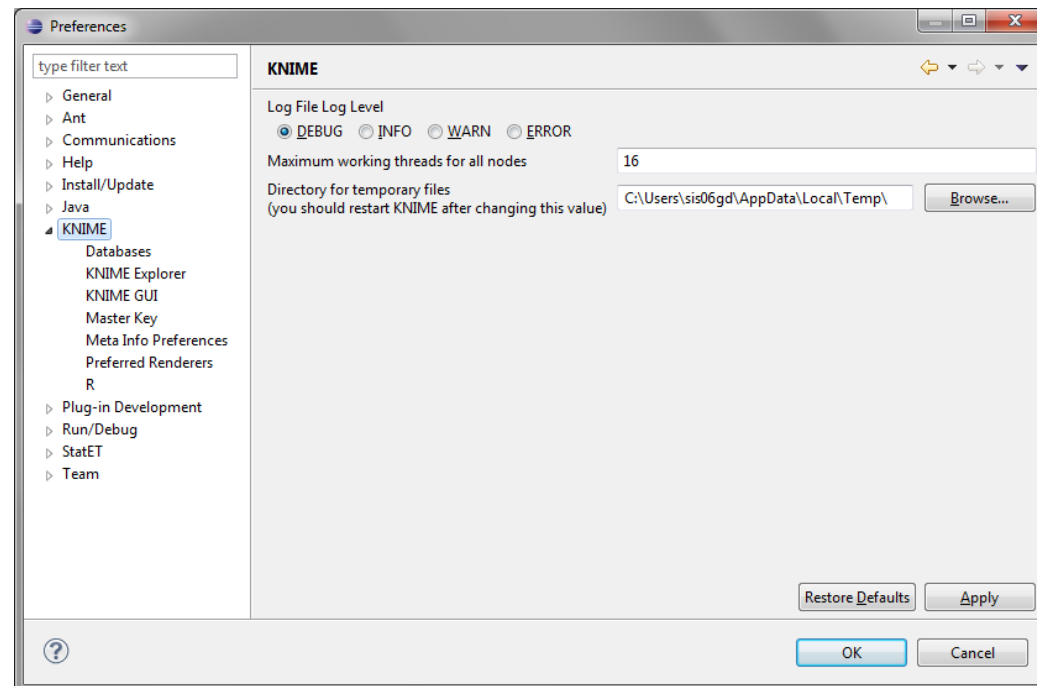 Preferences
type filter text
General
Ant
Communications
Help
Install/Update
Java
KNIME
Databases
KNIME Explorer
KNIME GUI
Master Key
Meta Info Preferences
Preferred Renderers
R
Plug-in Development
Run/Debug
StatET
Team
KNIME
Log File Log Level
DEBUG INFO WARN ERROR
Maximum working threads for all nodes 16
Directory for temporary files
(you should restart KNIME after changing this value) C:\Users\sis06gd\AppData\Local\Temp\ Browse...
Restore Defaults Apply
? OK Cancel